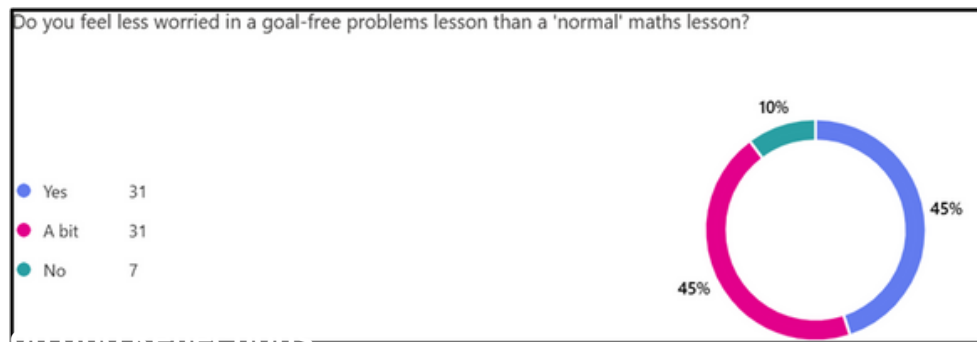 Do you feel less worried in a goal-free problems lesson than a 'normal' maths lesson?
10%
Yes 31
45%
A bit 31
No 7
45%